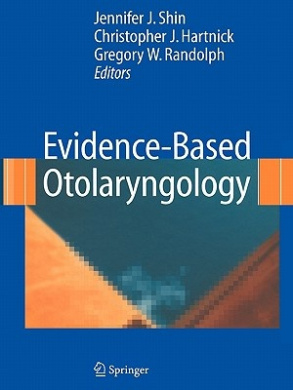 Jennifer J. Shin
Christopher J. Hartnick
Gregory W. Randolph
Editors
Evidence-Based
Otolaryngology
Springer